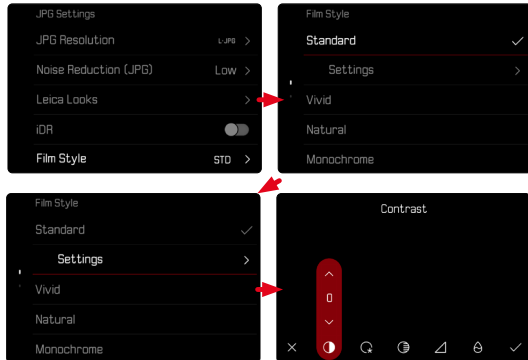 JPG Settings
JPG Resolution L-JPG
Noise Reduction (JPG) Low
Leica Looks
iDR
Film Style STD
Film Style
Standard
Settings
Vivid
Natural
Monochrome
Film Style
Standard
Settings
Vivid
Natural
Monochrome
Contrast
0